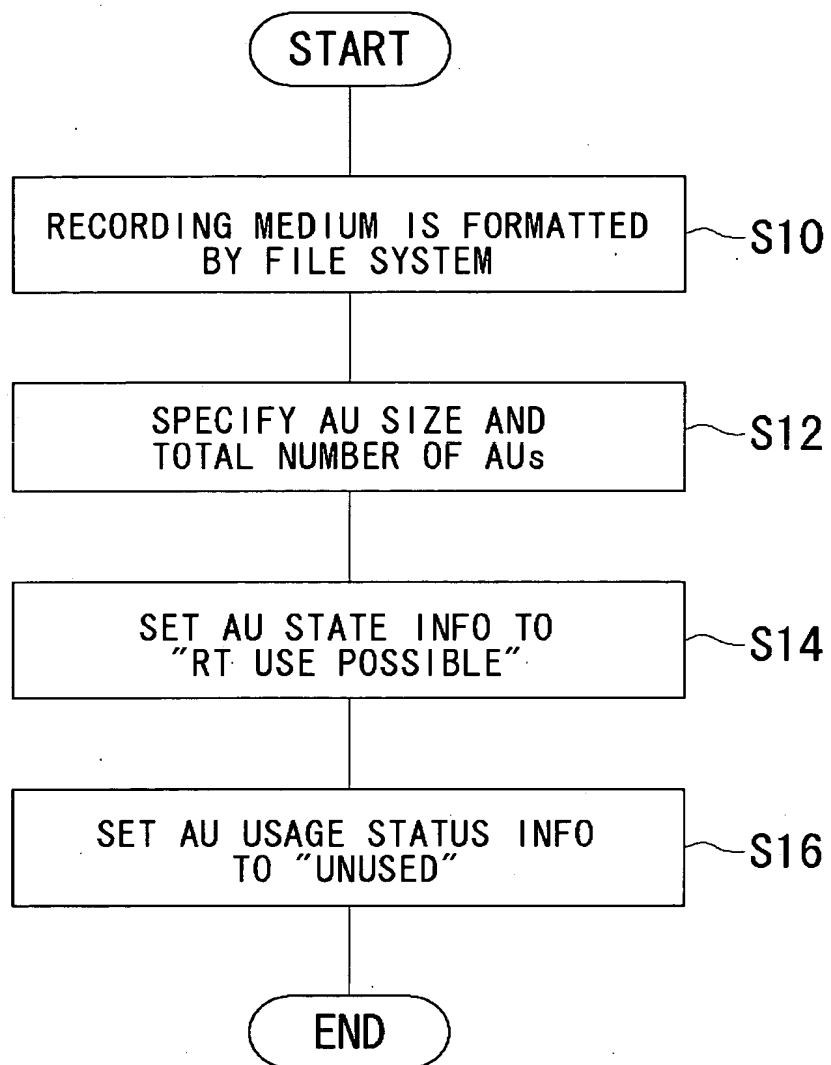 START
RECORDING MEDIUM IS FORMATTED
BY FILE SYSTEM
S10
SPECIFY AU SIZE AND
TOTAL NUMBER OF AUs
S12
SET AU STATE INFO TO
"RT USE POSSIBLE"
S14
SET AU USAGE STATUS INFO
TO "UNUSED"
S16
END